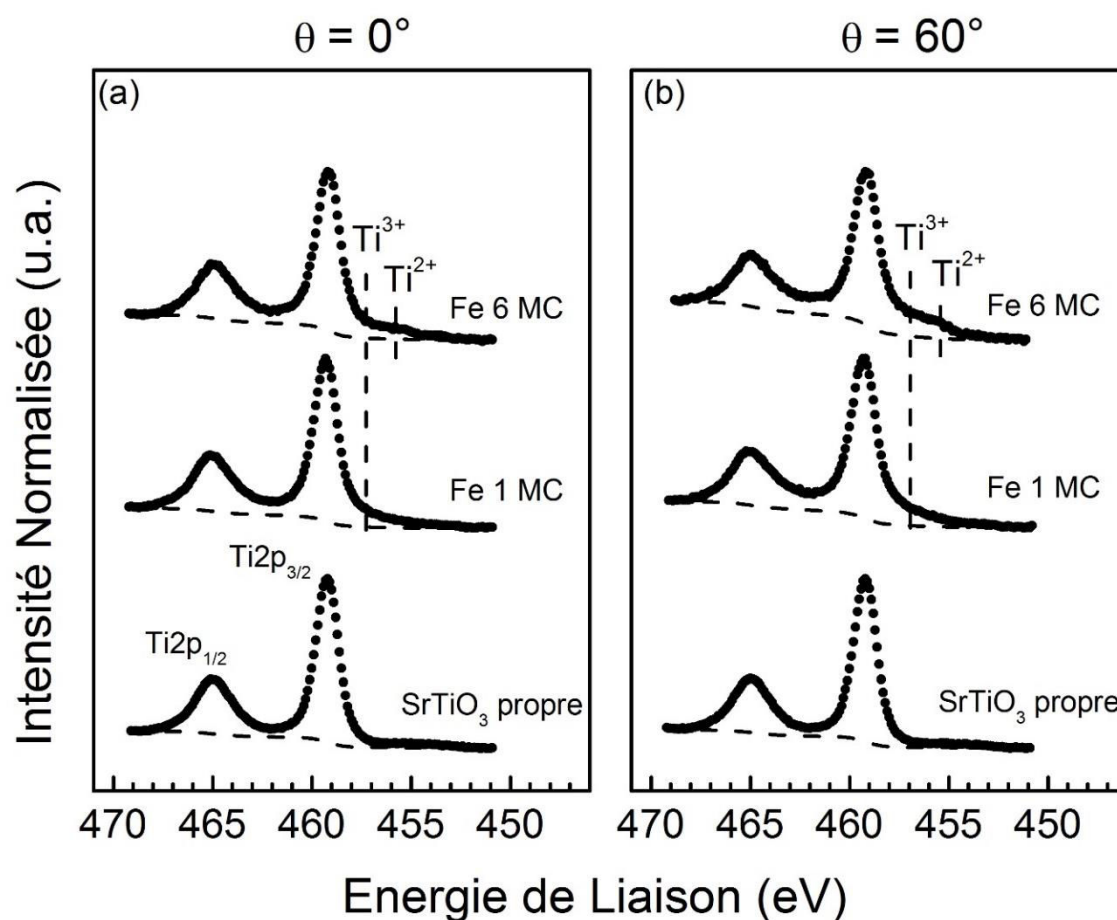 θ = 0°
θ = 60°
Intensité Normalisée (u.a.)
(a)
Ti³⁺
Ti²⁺
Fe 6 MC
Fe 1 MC
Ti2p₃/₂
Ti2p₁/₂
SrTiO₃ propre
470 465 460 455 450
(b)
Ti³⁺
Ti²⁺
Fe 6 MC
Fe 1 MC
SrTiO₃ propre
470 465 460 455 450
Energie de Liaison (eV)